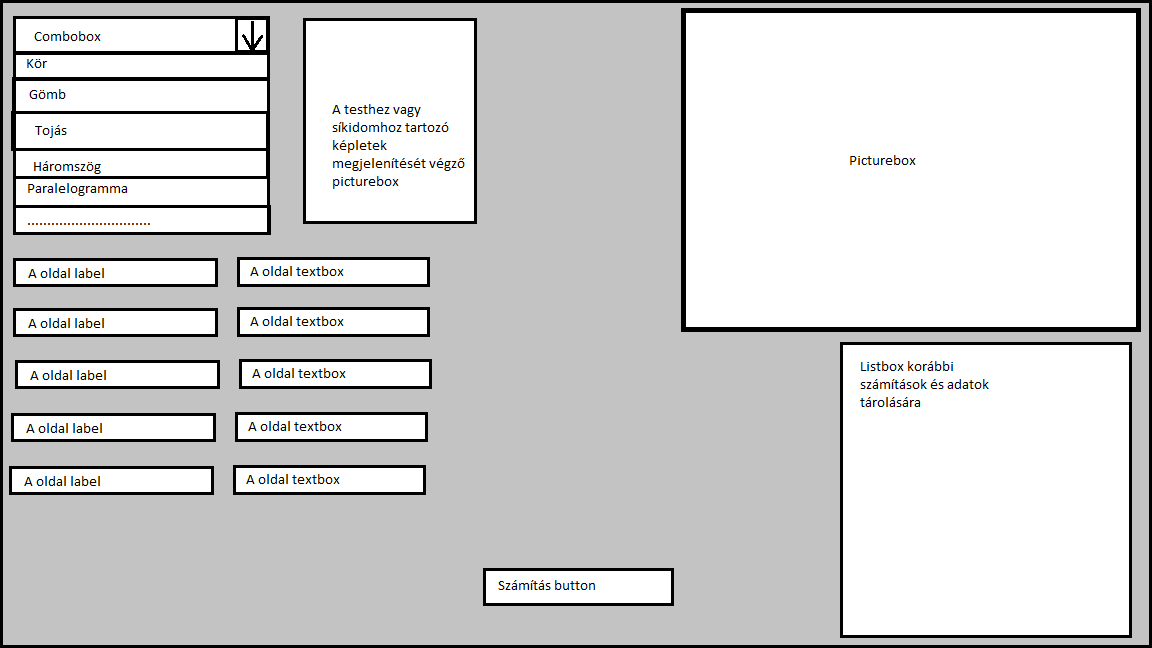 Combobox
Kör
Gömb
Tojás
Háromszög
Paralelogramma
...............................
A testhez vagy
síkidomhoz tartozó
képletek
megjelenítését végző
picturebox
Picturebox
A oldal label
A oldal textbox
A oldal label
A oldal textbox
A oldal label
A oldal textbox
A oldal label
A oldal textbox
A oldal label
A oldal textbox
Listbox korábbi
számítások és adatok
tárolására
Számítás button